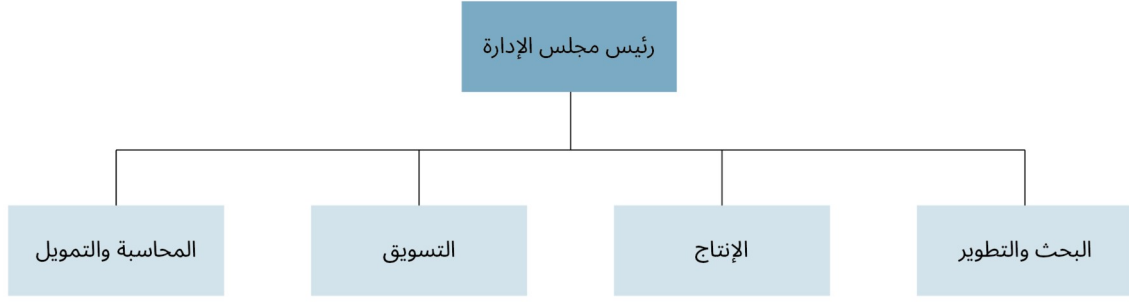 رئيس مجلس الإدارة
البحث والتطوير
الإنتاج
التسويق
المحاسبة والتمويل